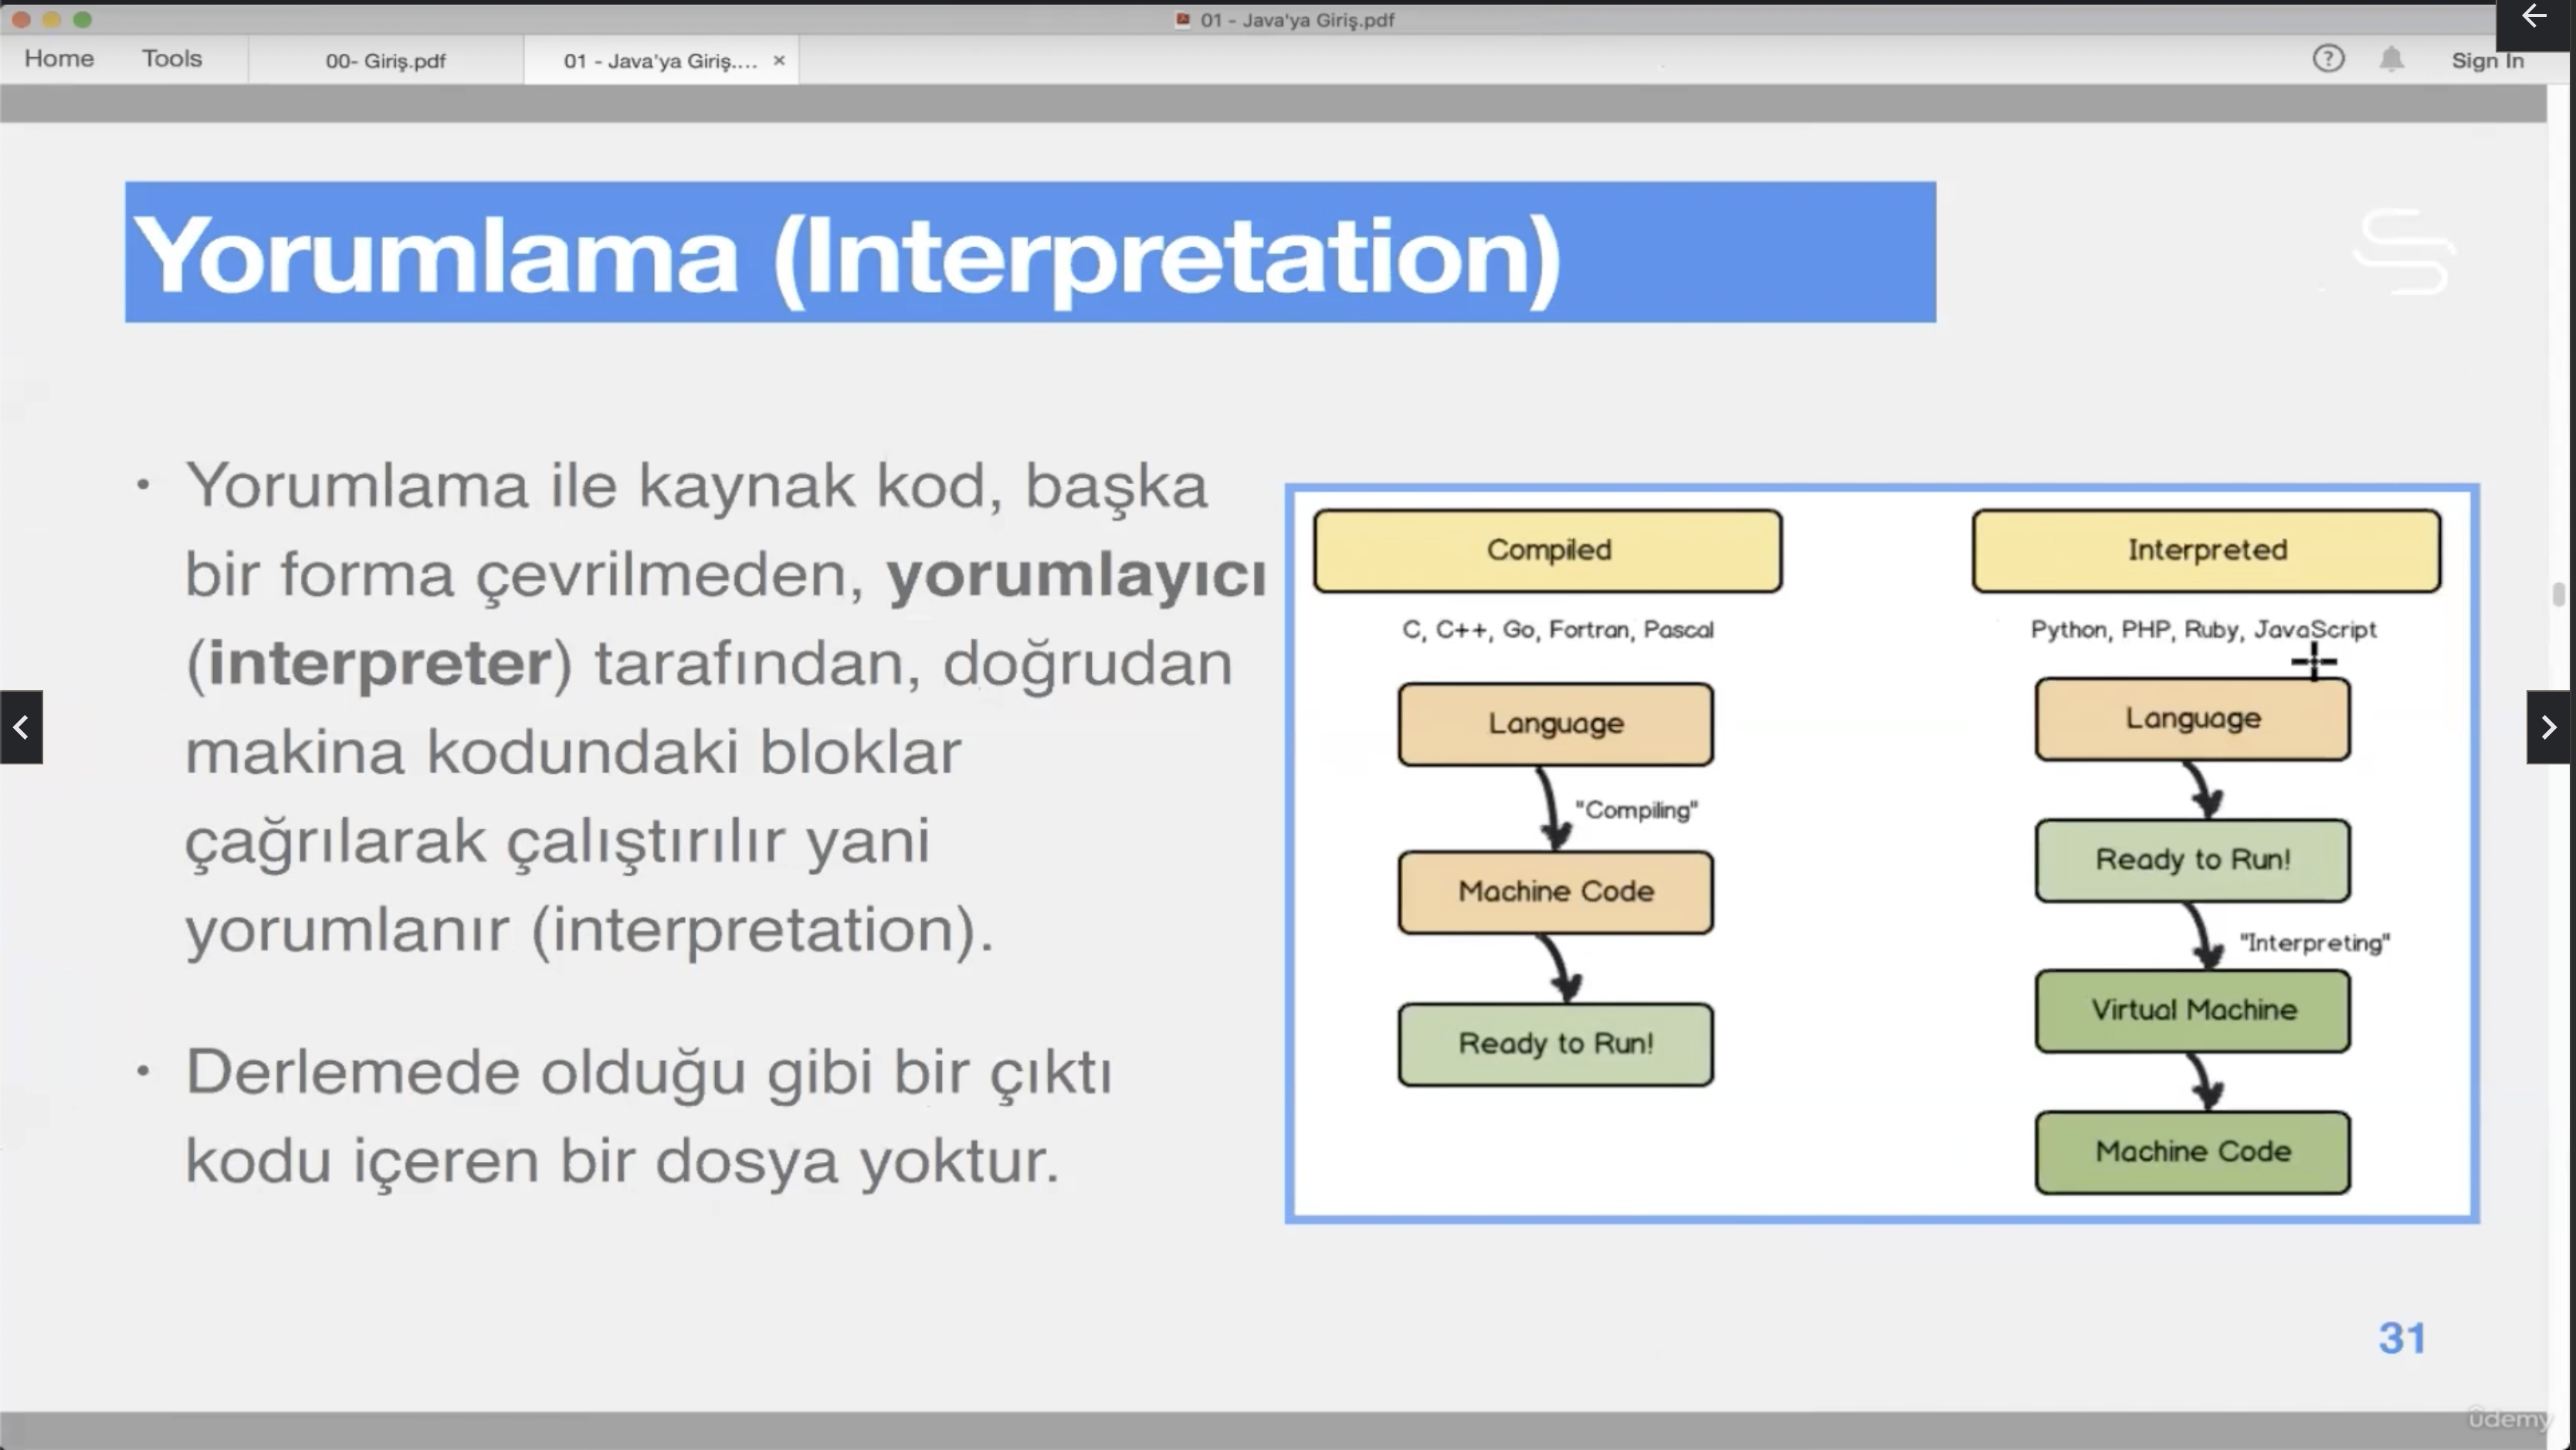 01 - Java'ya Giriş.pdf
Home Tools 00- Giriş.pdf 01 - Java'ya Giriş.... × ? Sign In
Yorumlama (Interpretation)
• Yorumlama ile kaynak kod, başka
bir forma çevrilmeden, yorumlayıcı
(interpreter) tarafından, doğrudan
makina kodundaki bloklar
çağrılarak çalıştırılır yani
yorumlanır (interpretation).
• Derlemede olduğu gibi bir çıktı
kodu içeren bir dosya yoktur.
Compiled
C, C++, Go, Fortran, Pascal
Language
"Compiling"
Machine Code
Ready to Run!
Interpreted
Python, PHP, Ruby, JavaScript
Language
Ready to Run!
"Interpreting"
Virtual Machine
Machine Code
31
ûdemy